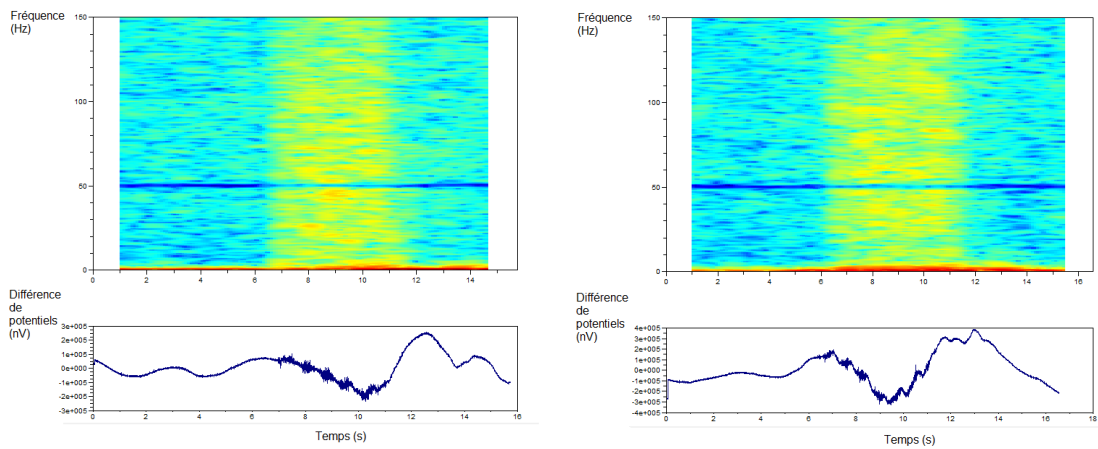 Fréquence
(Hz)
150
100
50
0
0 2 4 6 8 10 12 14
Différence
de
potentiels
(nV)
3e+005
2e+005
1e+005
0e+000
-1e+005
-2e+005
-3e+005
0 2 4 6 8 10 12 14 16
Temps (s)
Fréquence
(Hz)
150
100
50
0
0 2 4 6 8 10 12 14 16
Différence
de
potentiels
(nV)
4e+005
3e+005
2e+005
1e+005
0e+000
-1e+005
-2e+005
-3e+005
-4e+005
0 2 4 6 8 10 12 14 16 18
Temps (s)